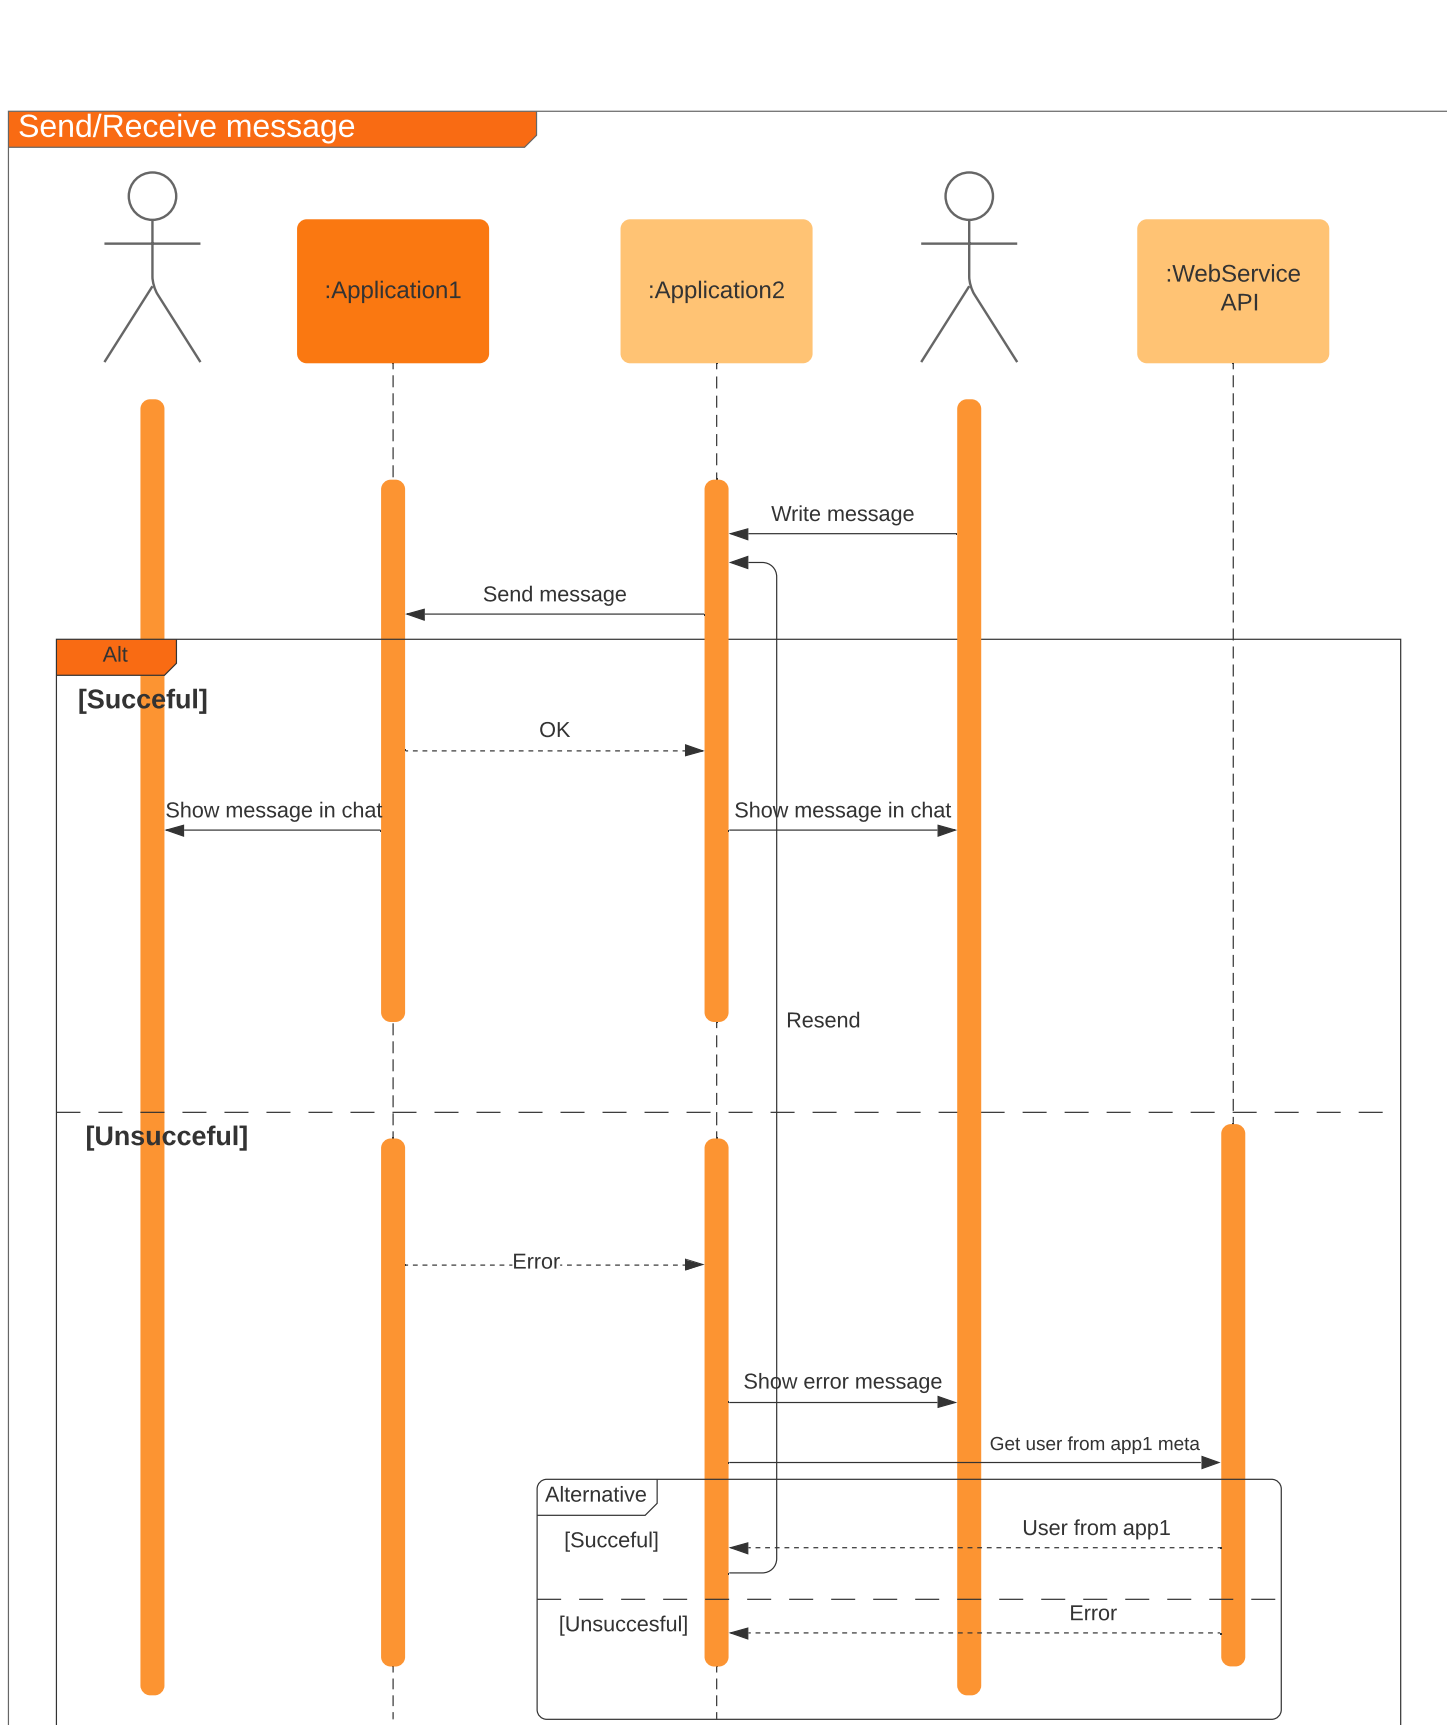 Send/Receive message
:Application1
:Application2
:WebService
API
Write message
Send message
Alt
[Succeful]
OK
Show message in chat
Show message in chat
Resend
[Unsucceful]
Error
Show error message
Get user from app1 meta
Alternative
User from app1
[Succeful]
Error
[Unsuccesful]